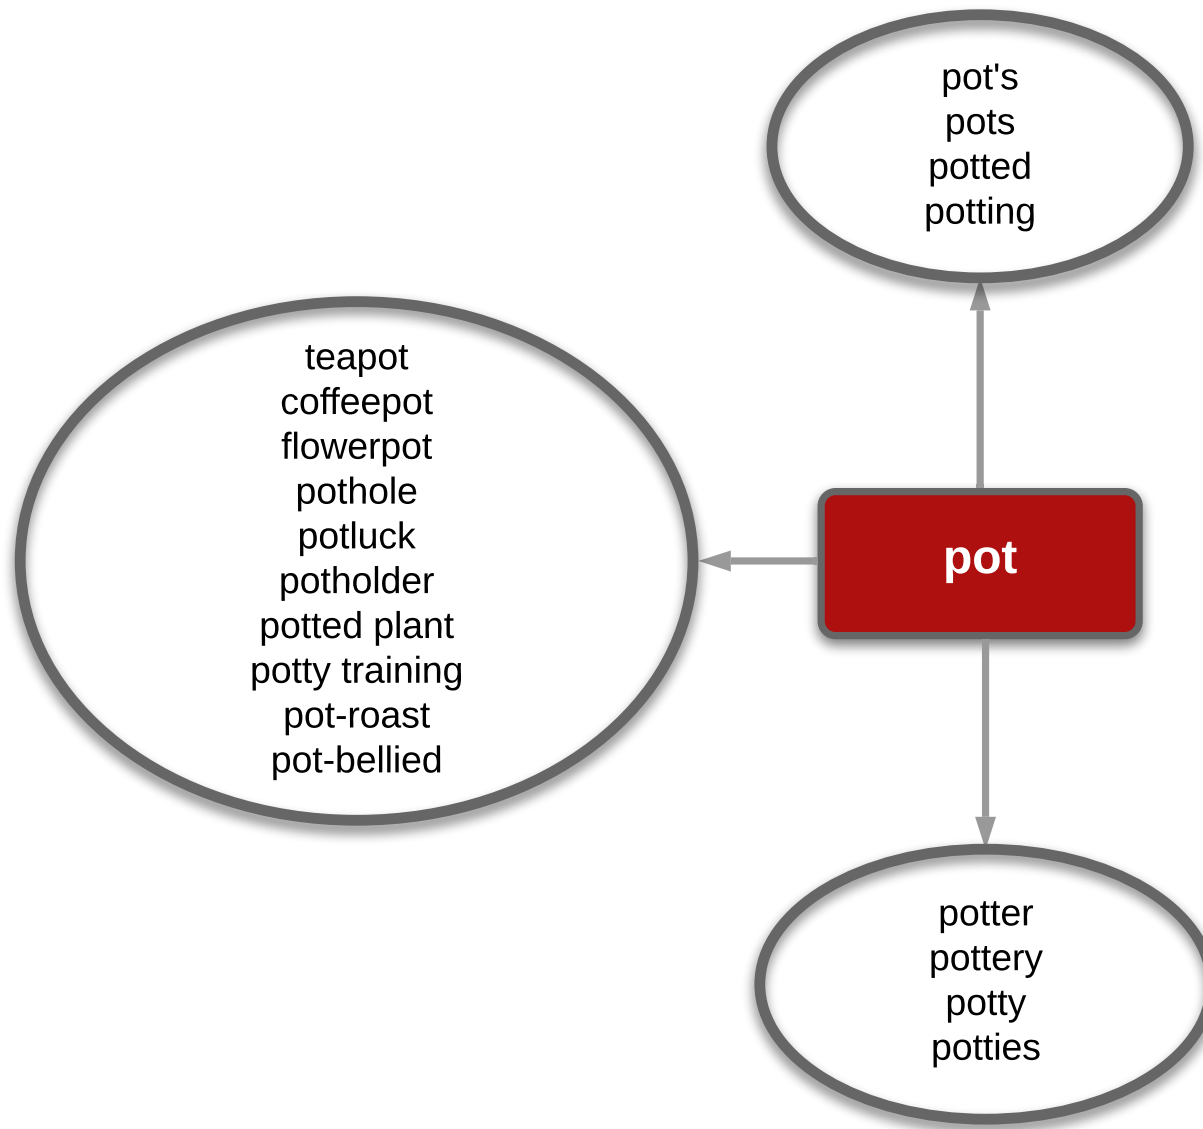 pot's
pots
potted
potting
teapot
coffeepot
flowerpot
pothole
potluck
potholder
potted plant
potty training
pot-roast
pot-bellied
pot
potter
pottery
potty
potties